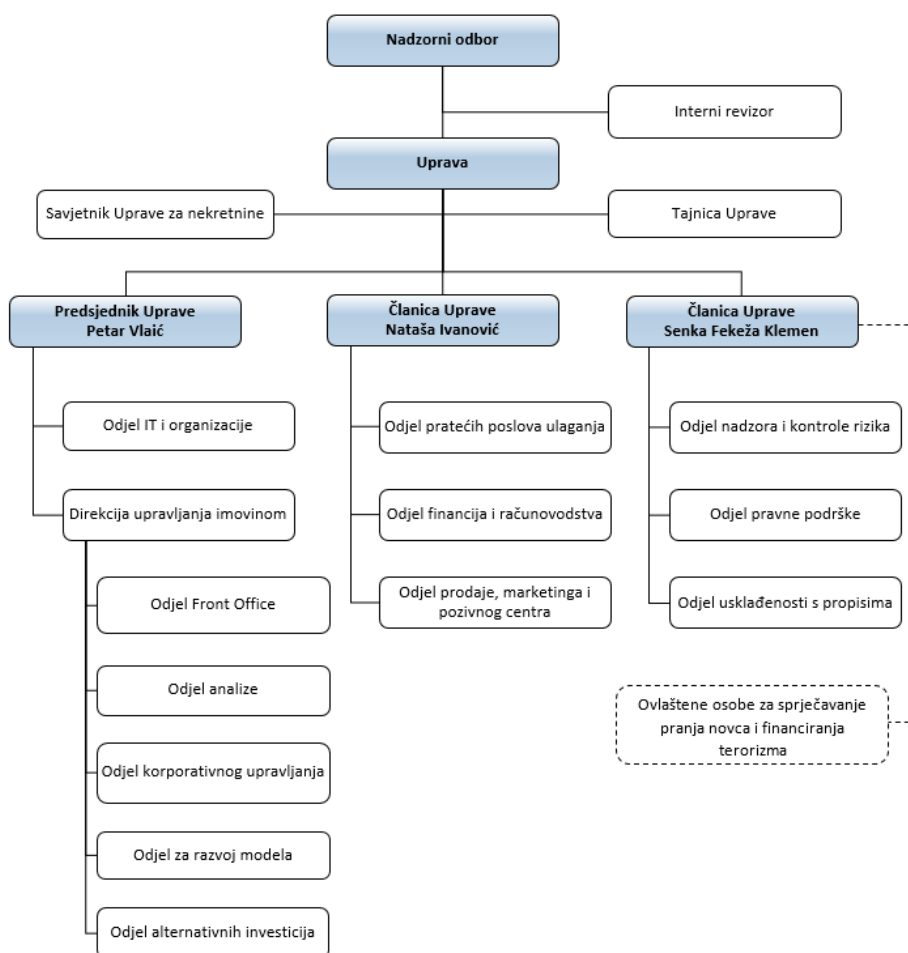 Nadzorni odbor
Interni revizor
Uprava
Savjetnik Uprave za nekretnine
Tajnica Uprave
Predsjednik Uprave
Petar Vlaić
Članica Uprave
Nataša Ivanović
Članica Uprave
Senka Fekeža Klemen
Odjel IT i organizacije
Odjel pratećih poslova ulaganja
Odjel nadzora i kontrole rizika
Direkcija upravljanja imovinom
Odjel financija i računovodstva
Odjel pravne podrške
Odjel Front Office
Odjel prodaje, marketinga i
pozivnog centra
Odjel usklađenosti s propisima
Odjel analize
Ovlaštene osobe za sprječavanje
pranja novca i financiranja
terorizma
Odjel korporativnog upravljanja
Odjel za razvoj modela
Odjel alternativnih investicija